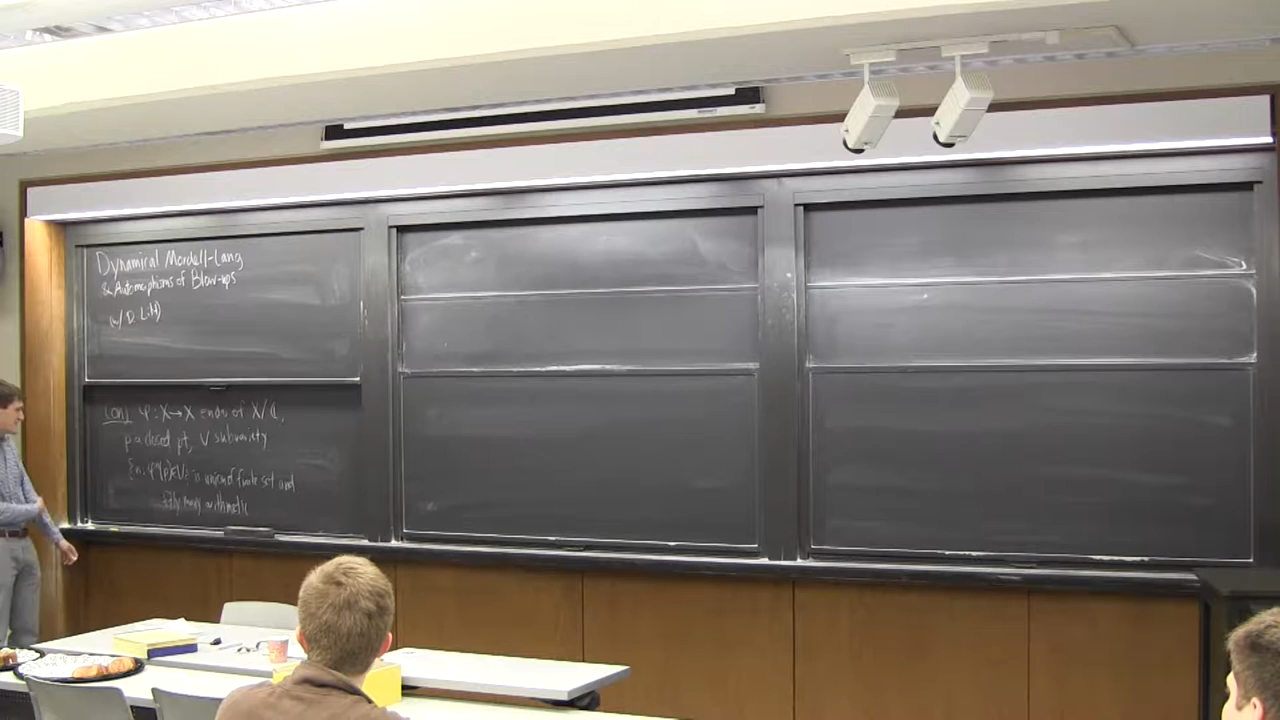 Dynamical Mordell-Lang
& Automorphisms of Blow-ups
(w/ D. Litt)
Conj φ : X → X endo of X/ℂ,
p a closed pt, V subvariety
{n : φⁿ(p) ∈ V} is union of finite set and
ftly many arithmetic